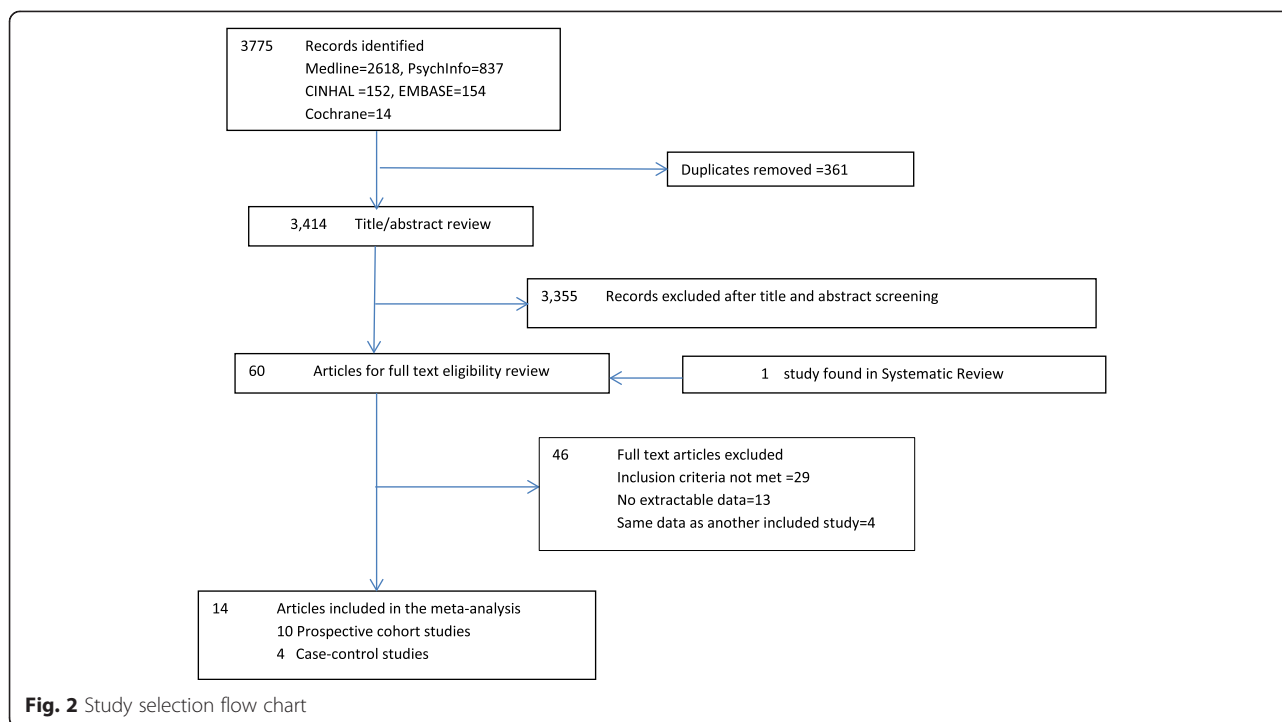 3775 Records identified
Medline=2618, PsychInfo=837
CINHAL =152, EMBASE=154
Cochrane=14
Duplicates removed =361
3,414 Title/abstract review
3,355 Records excluded after title and abstract screening
60 Articles for full text eligibility review
1 study found in Systematic Review
46 Full text articles excluded
Inclusion criteria not met =29
No extractable data=13
Same data as another included study=4
14 Articles included in the meta-analysis
10 Prospective cohort studies
4 Case-control studies
Fig. 2 Study selection flow chart